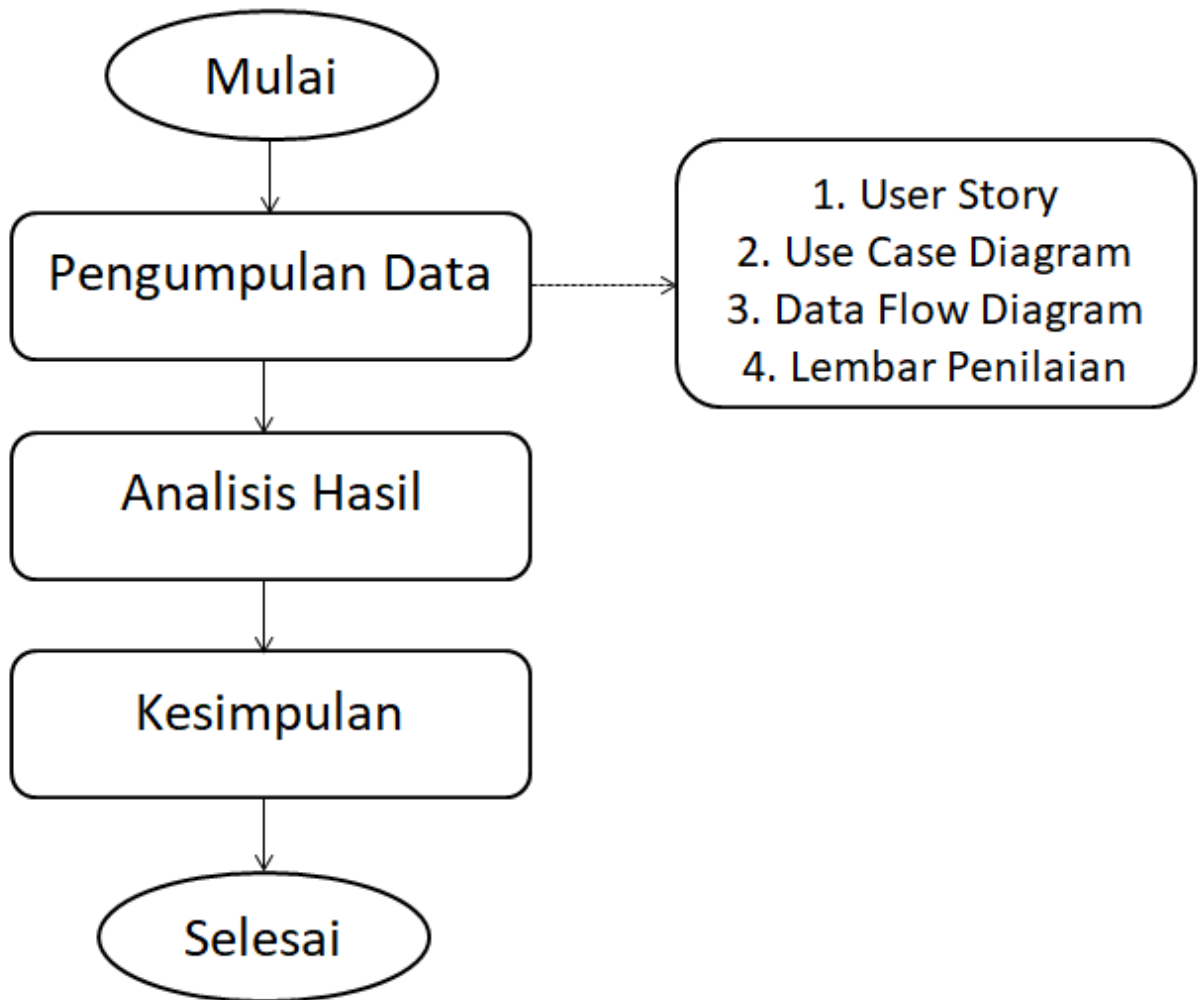 Mulai
Pengumpulan Data
1. User Story
2. Use Case Diagram
3. Data Flow Diagram
4. Lembar Penilaian
Analisis Hasil
Kesimpulan
Selesai